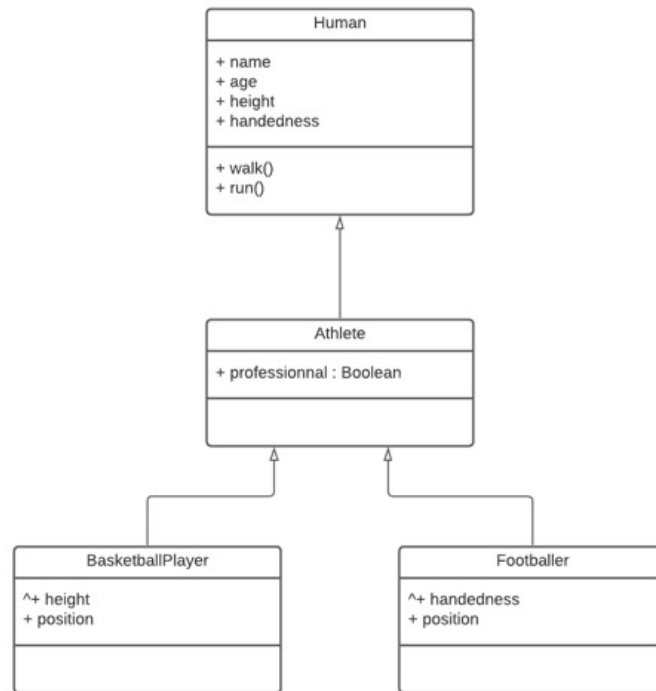 Human
+ name
+ age
+ height
+ handedness
+ walk()
+ run()
Athlete
+ professionnal : Boolean
BasketballPlayer
^+ height
+ position
Footballer
^+ handedness
+ position